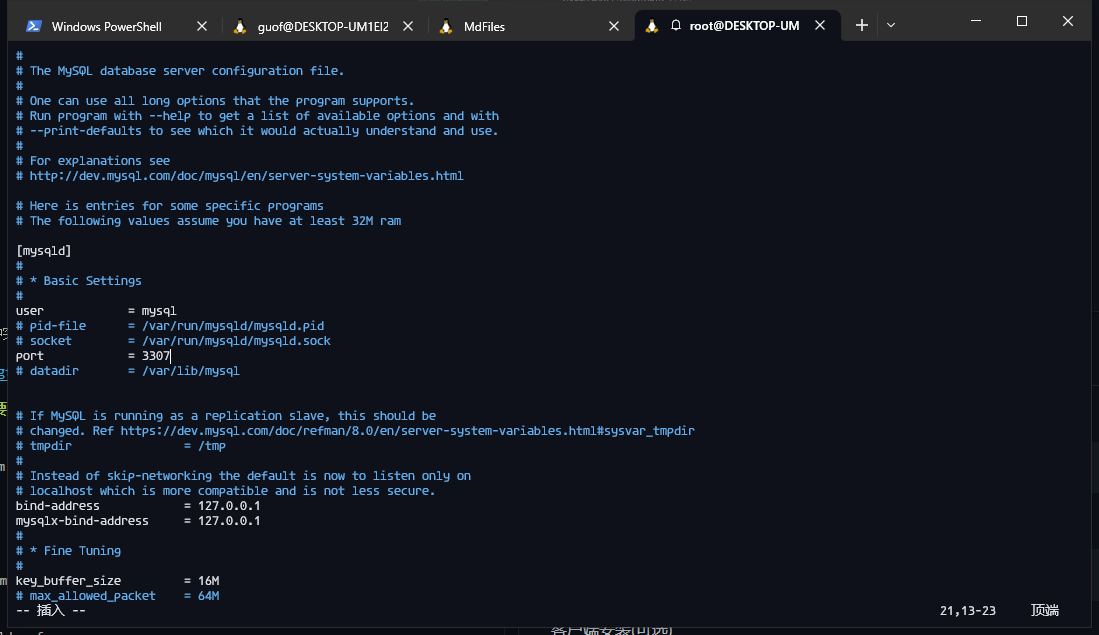 Windows PowerShell
guof@DESKTOP-UM1EI2
MdFiles
root@DESKTOP-UM
#
# The MySQL database server configuration file.
#
# One can use all long options that the program supports.
# Run program with --help to get a list of available options and with
# --print-defaults to see which it would actually understand and use.
#
# For explanations see
# http://dev.mysql.com/doc/mysql/en/server-system-variables.html
# Here is entries for some specific programs
# The following values assume you have at least 32M ram
[mysqld]
#
# * Basic Settings
#
user = mysql
# pid-file = /var/run/mysqld/mysqld.pid
# socket = /var/run/mysqld/mysqld.sock
port = 3307
# datadir = /var/lib/mysql
# If MySQL is running as a replication slave, this should be
# changed. Ref https://dev.mysql.com/doc/refman/8.0/en/server-system-variables.html#sysvar_tmpdir
# tmpdir = /tmp
#
# Instead of skip-networking the default is now to listen only on
# localhost which is more compatible and is not less secure.
bind-address = 127.0.0.1
mysqlx-bind-address = 127.0.0.1
#
# * Fine Tuning
#
key_buffer_size = 16M
# max_allowed_packet = 64M
-- 插入 -- 21,13-23 顶端
客户端安装(可选)